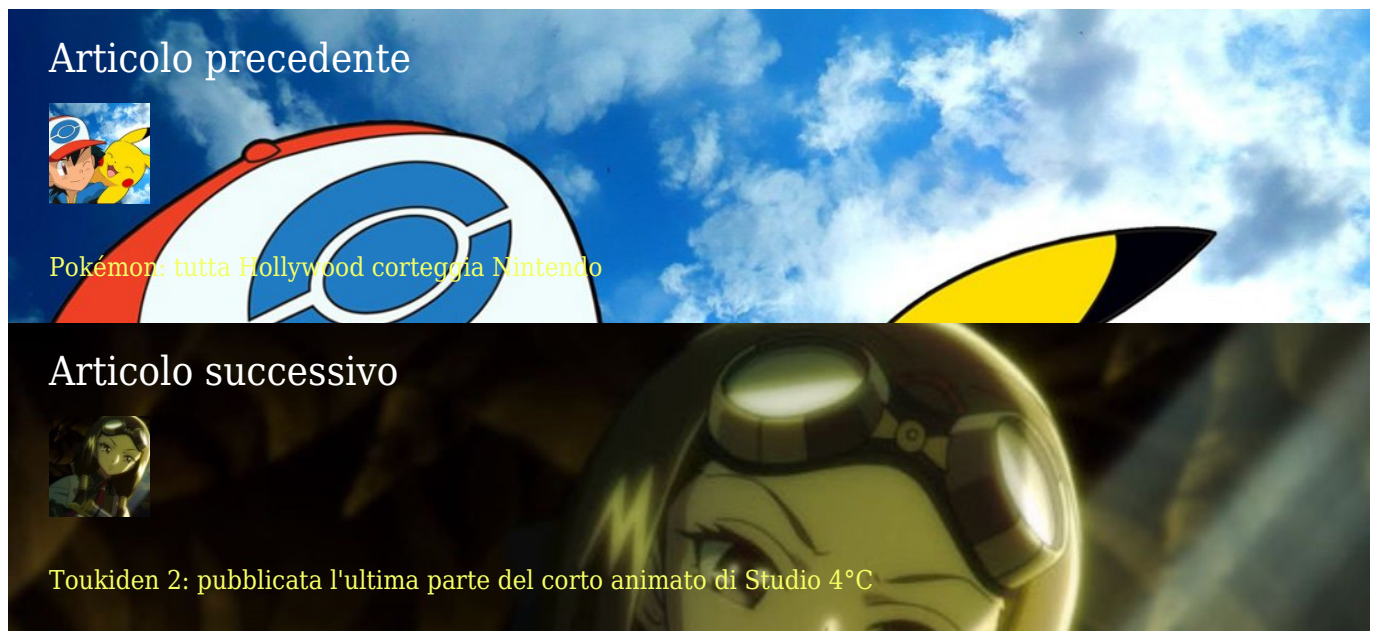 Articolo precedente
Pokémon: tutta Hollywood corteggia Nintendo
Articolo successivo
Toukiden 2: pubblicata l'ultima parte del corto animato di Studio 4°C